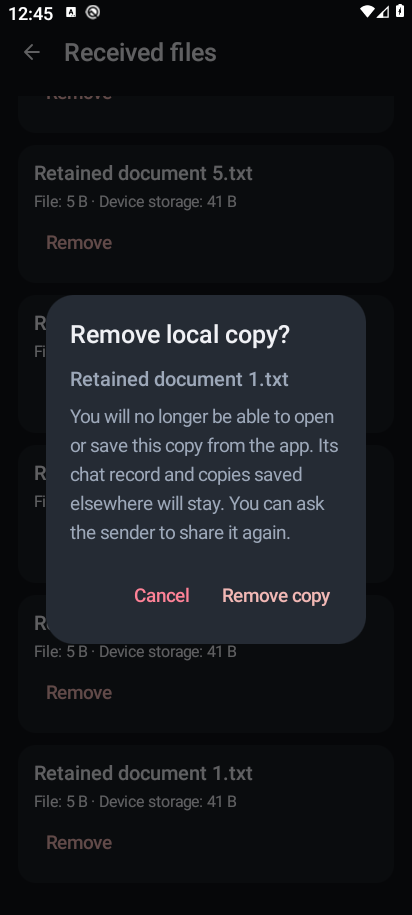 12:45
Received files
Remove
Retained document 5.txt
File: 5 B · Device storage: 41 B
Remove
R
Fi
Remove local copy?
Retained document 1.txt
You will no longer be able to open
or save this copy from the app. Its
chat record and copies saved
elsewhere will stay. You can ask
the sender to share it again.
Cancel
Remove copy
R
Fi
R
File: 5 B · Device storage: 41 B
Remove
Retained document 1.txt
File: 5 B · Device storage: 41 B
Remove